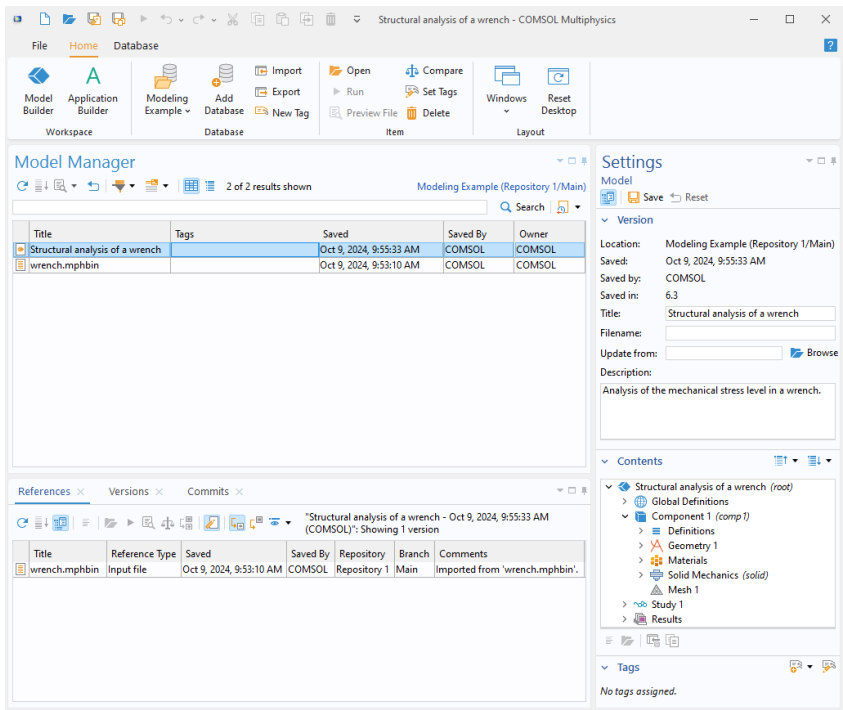 Structural analysis of a wrench - COMSOL Multiphysics
File Home Database
?
Model Builder
Application Builder
Workspace
Modeling Example
Add Database
Import
Export
New Tag
Database
Open
Run
Preview File
Compare
Set Tags
Delete
Item
Windows
Reset Desktop
Layout
Model Manager
2 of 2 results shown
Modeling Example (Repository 1/Main)
Search
Title Tags Saved Saved By Owner
Structural analysis of a wrench Oct 9, 2024, 9:55:33 AM COMSOL COMSOL
wrench.mphbin Oct 9, 2024, 9:53:10 AM COMSOL COMSOL
References Versions Commits
"Structural analysis of a wrench - Oct 9, 2024, 9:55:33 AM
(COMSOL)": Showing 1 version
Title Reference Type Saved Saved By Repository Branch Comments
wrench.mphbin Input file Oct 9, 2024, 9:53:10 AM COMSOL Repository 1 Main Imported from 'wrench.mphbin'.
Settings
Model
Save Reset
Version
Location: Modeling Example (Repository 1/Main)
Saved: Oct 9, 2024, 9:55:33 AM
Saved by: COMSOL
Saved in: 6.3
Title: Structural analysis of a wrench
Filename:
Update from: Browse
Description:
Analysis of the mechanical stress level in a wrench.
Contents
Structural analysis of a wrench (root)
Global Definitions
Component 1 (comp1)
Definitions
Geometry 1
Materials
Solid Mechanics (solid)
Mesh 1
Study 1
Results
Tags
No tags assigned.